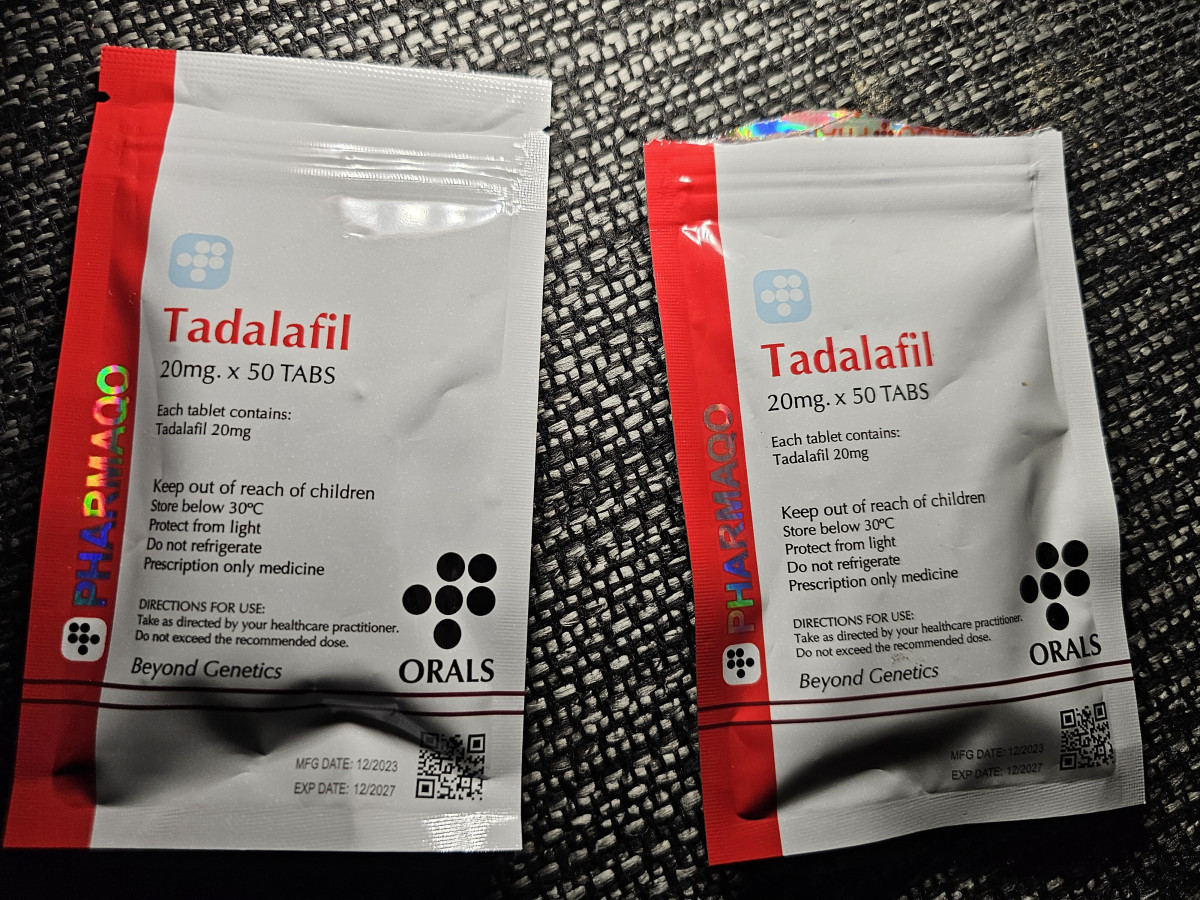 Tadalafil
20mg. x 50 TABS
Each tablet contains:
Tadalafil 20mg
Keep out of reach of children
Store below 30ºC
Protect from light
Do not refrigerate
Prescription only medicine
DIRECTIONS FOR USE:
Take as directed by your healthcare practitioner.
Do not exceed the recommended dose.
Beyond Genetics
ORALS
MFG DATE: 12/2023
EXP DATE: 12/2027
PHARMAQO
Tadalafil
20mg. x 50 TABS
Each tablet contains:
Tadalafil 20mg
Keep out of reach of children
Store below 30ºC
Protect from light
Do not refrigerate
Prescription only medicine
DIRECTIONS FOR USE:
Take as directed by your healthcare practitioner.
Do not exceed the recommended dose.
Beyond Genetics
ORALS
MFG DATE: 12/2023
EXP DATE: 12/2027
PHARMAQO